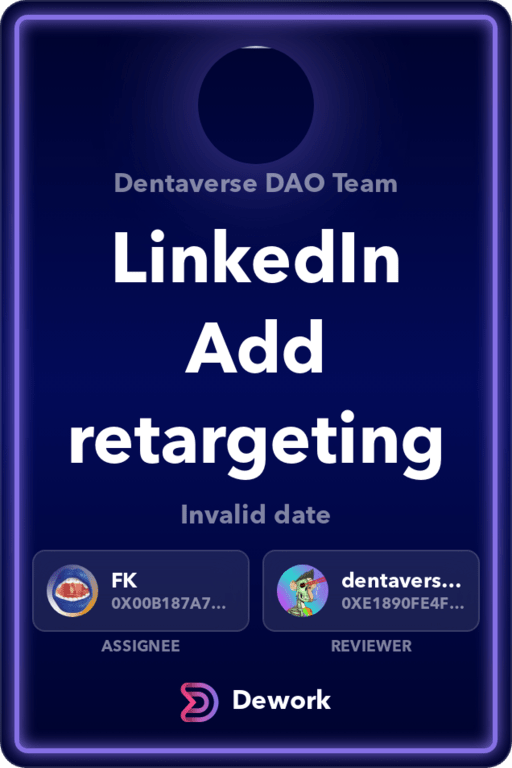 Dentaverse DAO Team
LinkedIn
Add
retargeting
Invalid date
FK
0X00B187A7...
ASSIGNEE
dentavers...
0XE1890FE4F...
REVIEWER
Dework